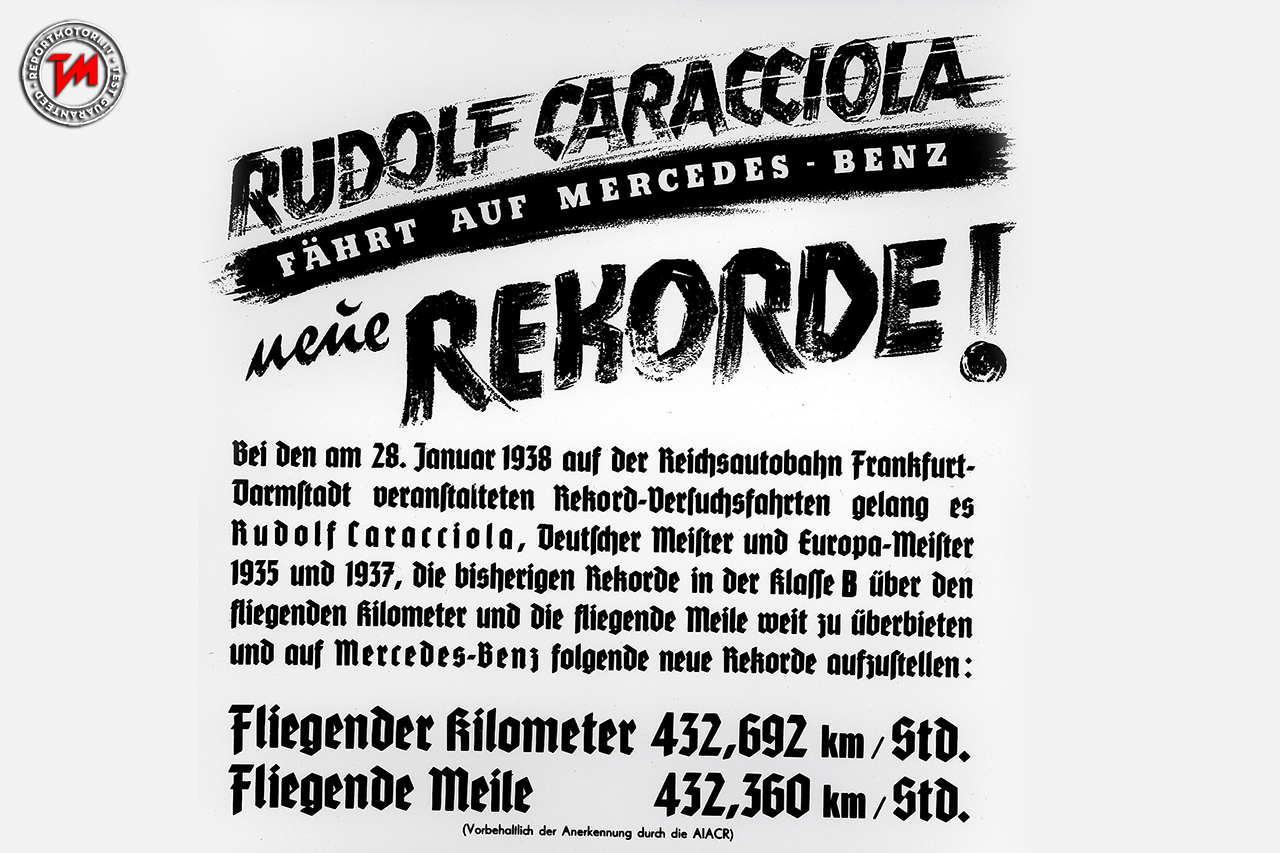 REPORTMOTORI.IT
TEST GUARANTEED
RUDOLF CARACCIOLA
FÄHRT AUF MERCEDES-BENZ
neue REKORDE!
Bei den am 28. Januar 1938 auf der Reichsautobahn Frankfurt-
Darmſtadt veranſtalteten Rekord-Verſuchsfahrten gelang es
Rudolf Caracciola, Deutſcher Meiſter und Europa-Meiſter
1935 und 1937, die bisherigen Rekorde in der Klaſſe B über den
fliegenden Kilometer und die fliegende Meile weit zu überbieten
und auf Mercedes-Benz folgende neue Rekorde aufzuſtellen:
Fliegender Kilometer 432,692 km/Std.
Fliegende Meile 432,360 km/Std.
(Vorbehaltlich der Anerkennung durch die AIACR)